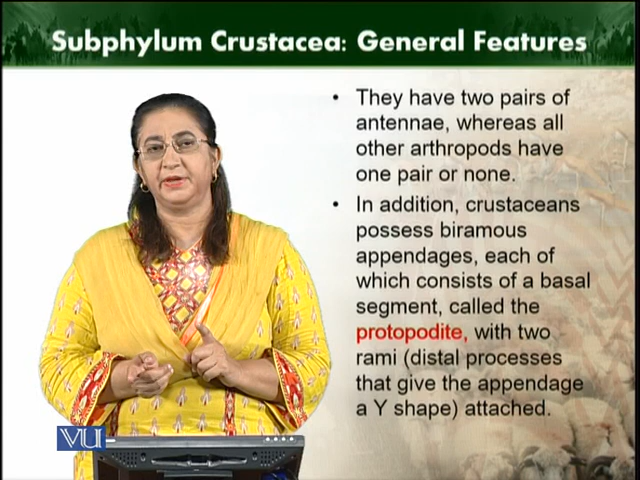 Subphylum Crustacea: General Features
• They have two pairs of
antennae, whereas all
other arthropods have
one pair or none.
• In addition, crustaceans
possess biramous
appendages, each of
which consists of a basal
segment, called the
protopodite, with two
rami (distal processes
that give the appendage
a Y shape) attached.
VU